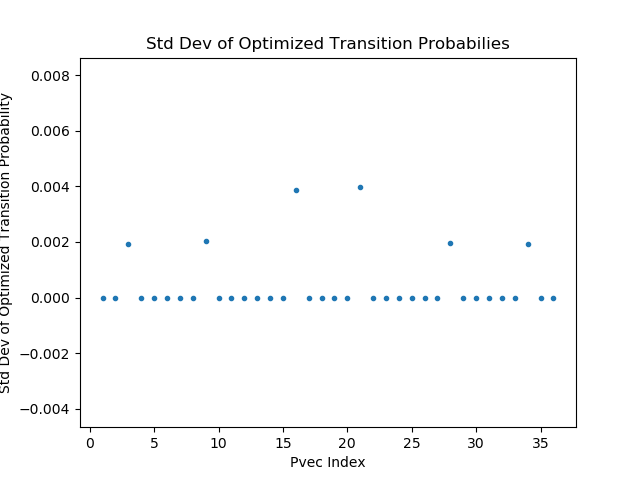 Std Dev of Optimized Transition Probabilies
Std Dev of Optimized Transition Probability
0.008
0.006
0.004
0.002
0.000
−0.002
−0.004
0 5 10 15 20 25 30 35
Pvec Index